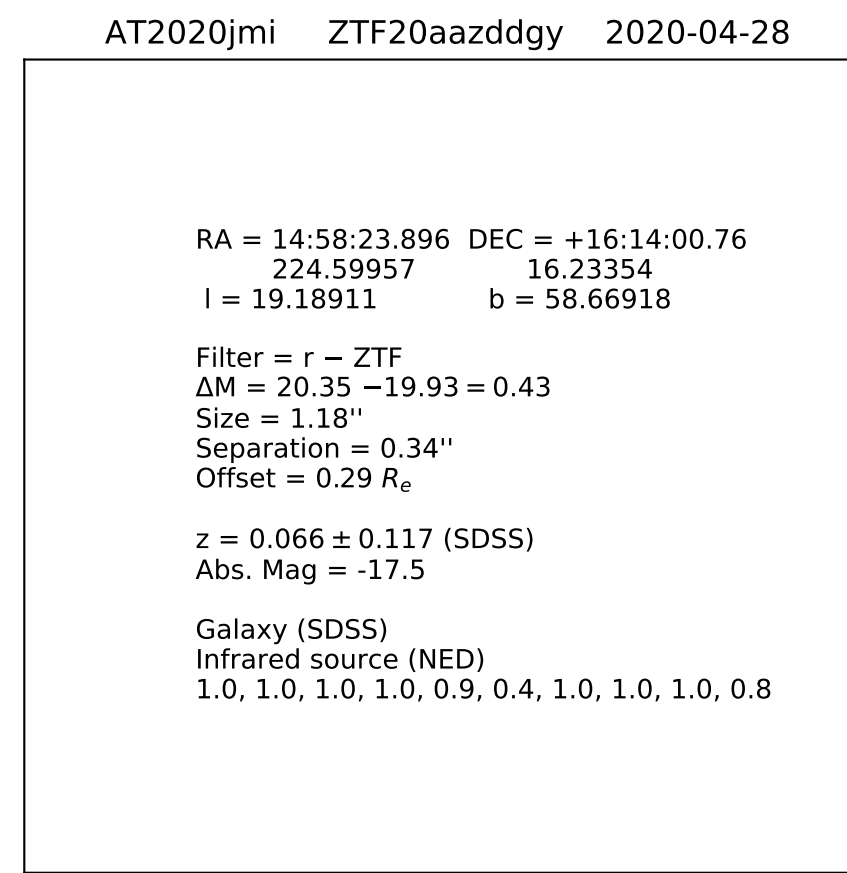 AT2020jmi ZTF20aazddgy 2020-04-28
RA = 14:58:23.896 DEC = +16:14:00.76
224.59957 16.23354
l = 19.18911 b = 58.66918
Filter = r − ZTF
ΔM = 20.35 −19.93 = 0.43
Size = 1.18''
Separation = 0.34''
Offset = 0.29 Rₑ
z = 0.066 ± 0.117 (SDSS)
Abs. Mag = -17.5
Galaxy (SDSS)
Infrared source (NED)
1.0, 1.0, 1.0, 1.0, 0.9, 0.4, 1.0, 1.0, 1.0, 0.8